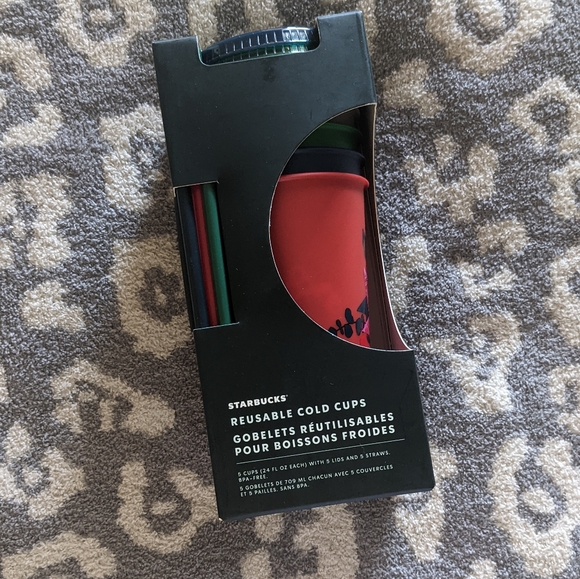 STARBUCKS®
REUSABLE COLD CUPS
GOBELETS RÉUTILISABLES
POUR BOISSONS FROIDES
5 CUPS (24 FL OZ EACH) WITH 5 LIDS AND 5 STRAWS.
BPA-FREE.
5 GOBELETS DE 709 ML CHACUN AVEC 5 COUVERCLES
ET 5 PAILLES. SANS BPA.